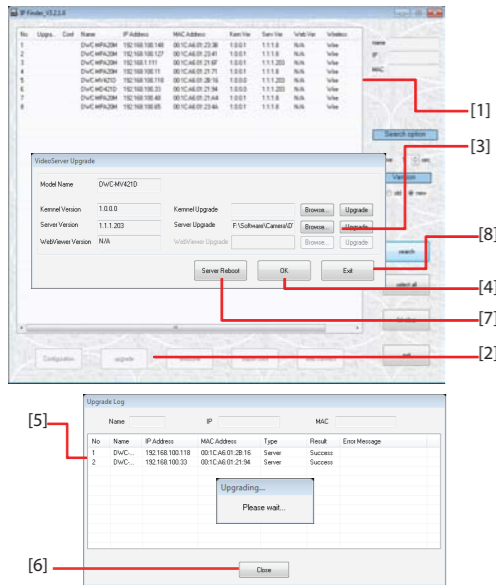 IP Finder_V3.2.1.0
No Upgra.. Conf Name IP Address MAC Address Kern Ver Serv Ver Web Ver Wireless
1 DWC-MPA20M 192.168.100.148 00:1C:A6:01:23:3B 1.0.0.1 1.1.1.8 N/A Wire
2 DWC-MPA20M 192.168.100.127 00:1C:A6:01:23:41 1.0.0.1 1.1.1.8 N/A Wire
3 DWC-MPA20M 192.168.1.111 00:1C:A6:01:21:67 1.0.0.1 1.1.1.203 N/A Wire
4 DWC-MPA20M 192.168.100.11 00:1C:A6:01:21:71 1.0.0.1 1.1.1.8 N/A Wire
5 DWC-MV421D 192.168.100.118 00:1C:A6:01:2B:16 1.0.0.0 1.1.1.203 N/A Wire
6 DWC-MD421D 192.168.100.33 00:1C:A6:01:21:94 1.0.0.0 1.1.1.203 N/A Wire
7 DWC-MPA20M 192.168.100.48 00:1C:A6:01:21:64 1.0.0.1 1.1.1.8 N/A Wire
8 DWC-MPA20M 192.168.100.65 00:1C:A6:01:23:4A 1.0.0.1 1.1.1.8 N/A Wire
name
IP
MAC
[1]
Search option
[3]
sec
Version
old new
VideoServer Upgrade
Model Name DWC-MV421D
Kernnel Version 1.0.0.0 Kernnel Upgrade Browse... Upgrade
Server Version 1.1.1.203 Server Upgrade F:\Software\Camera\D' Browse... Upgrade
WebViewer Version N/A WebViewer Upgrade Browse... Upgrade
Server Reboot OK Exit
[8]
search
select all
[4]
[7]
Configuration upgrade exit
[2]
Upgrade Log
[5]
Name IP MAC
No Name IP Address MAC Address Type Result Error Message
1 DWC-... 192.168.100.118 00:1C:A6:01:2B:16 Server Success
2 DWC-... 192.168.100.33 00:1C:A6:01:21:94 Server Success
Upgrading...
Please wait...
[6]
Close